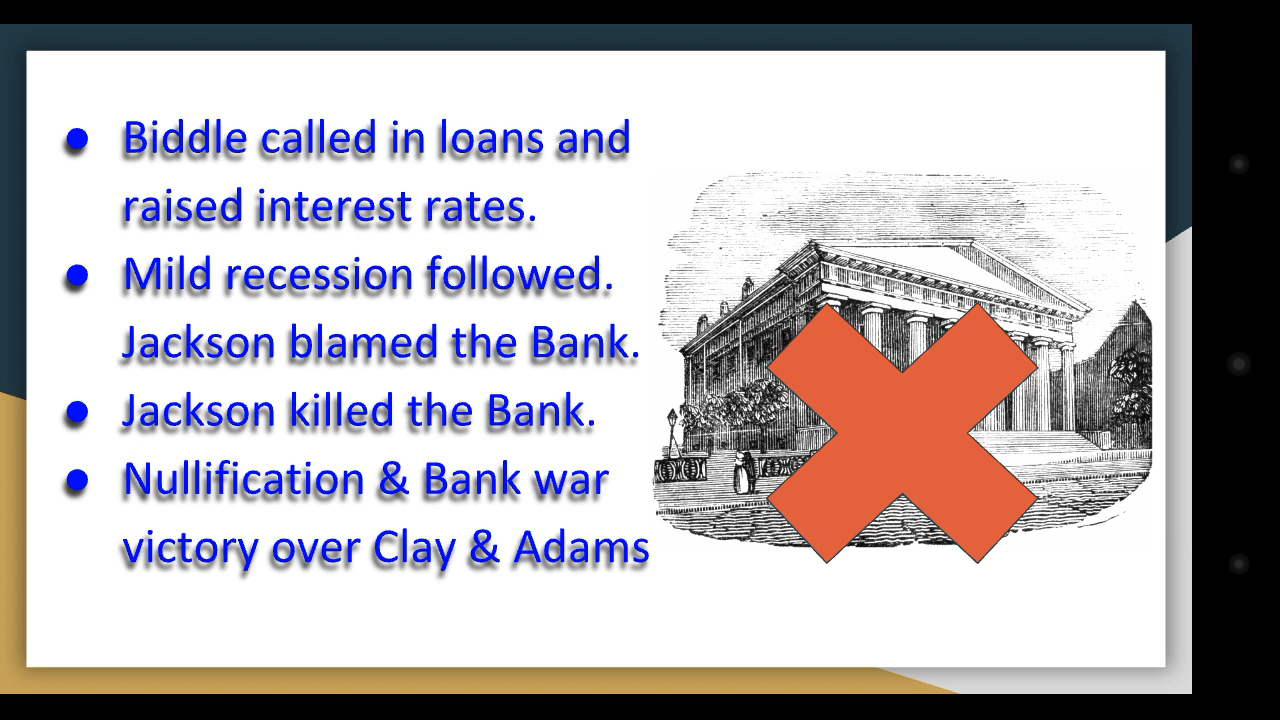 ● Biddle called in loans and
raised interest rates.
● Mild recession followed.
Jackson blamed the Bank.
● Jackson killed the Bank.
● Nullification & Bank war
victory over Clay & Adams